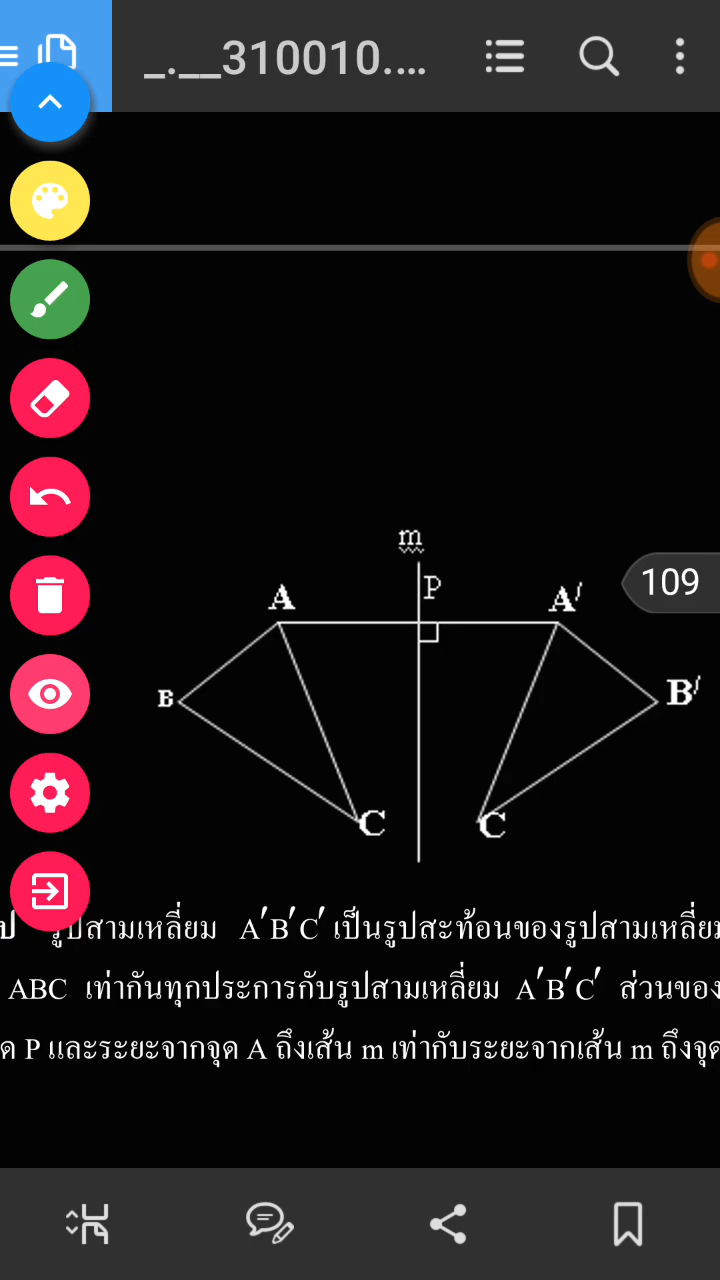 _.__310010....
109
m
P
A
A′
B
B′
C
C
รูปสามเหลี่ยม A′B′C′ เป็นรูปสะท้อนของรูปสามเหลี่ยม
ABC เท่ากันทุกประการกับรูปสามเหลี่ยม A′B′C′ ส่วนของ
P และระยะจากจุด A ถึงเส้น m เท่ากับระยะจากเส้น m ถึงจุด